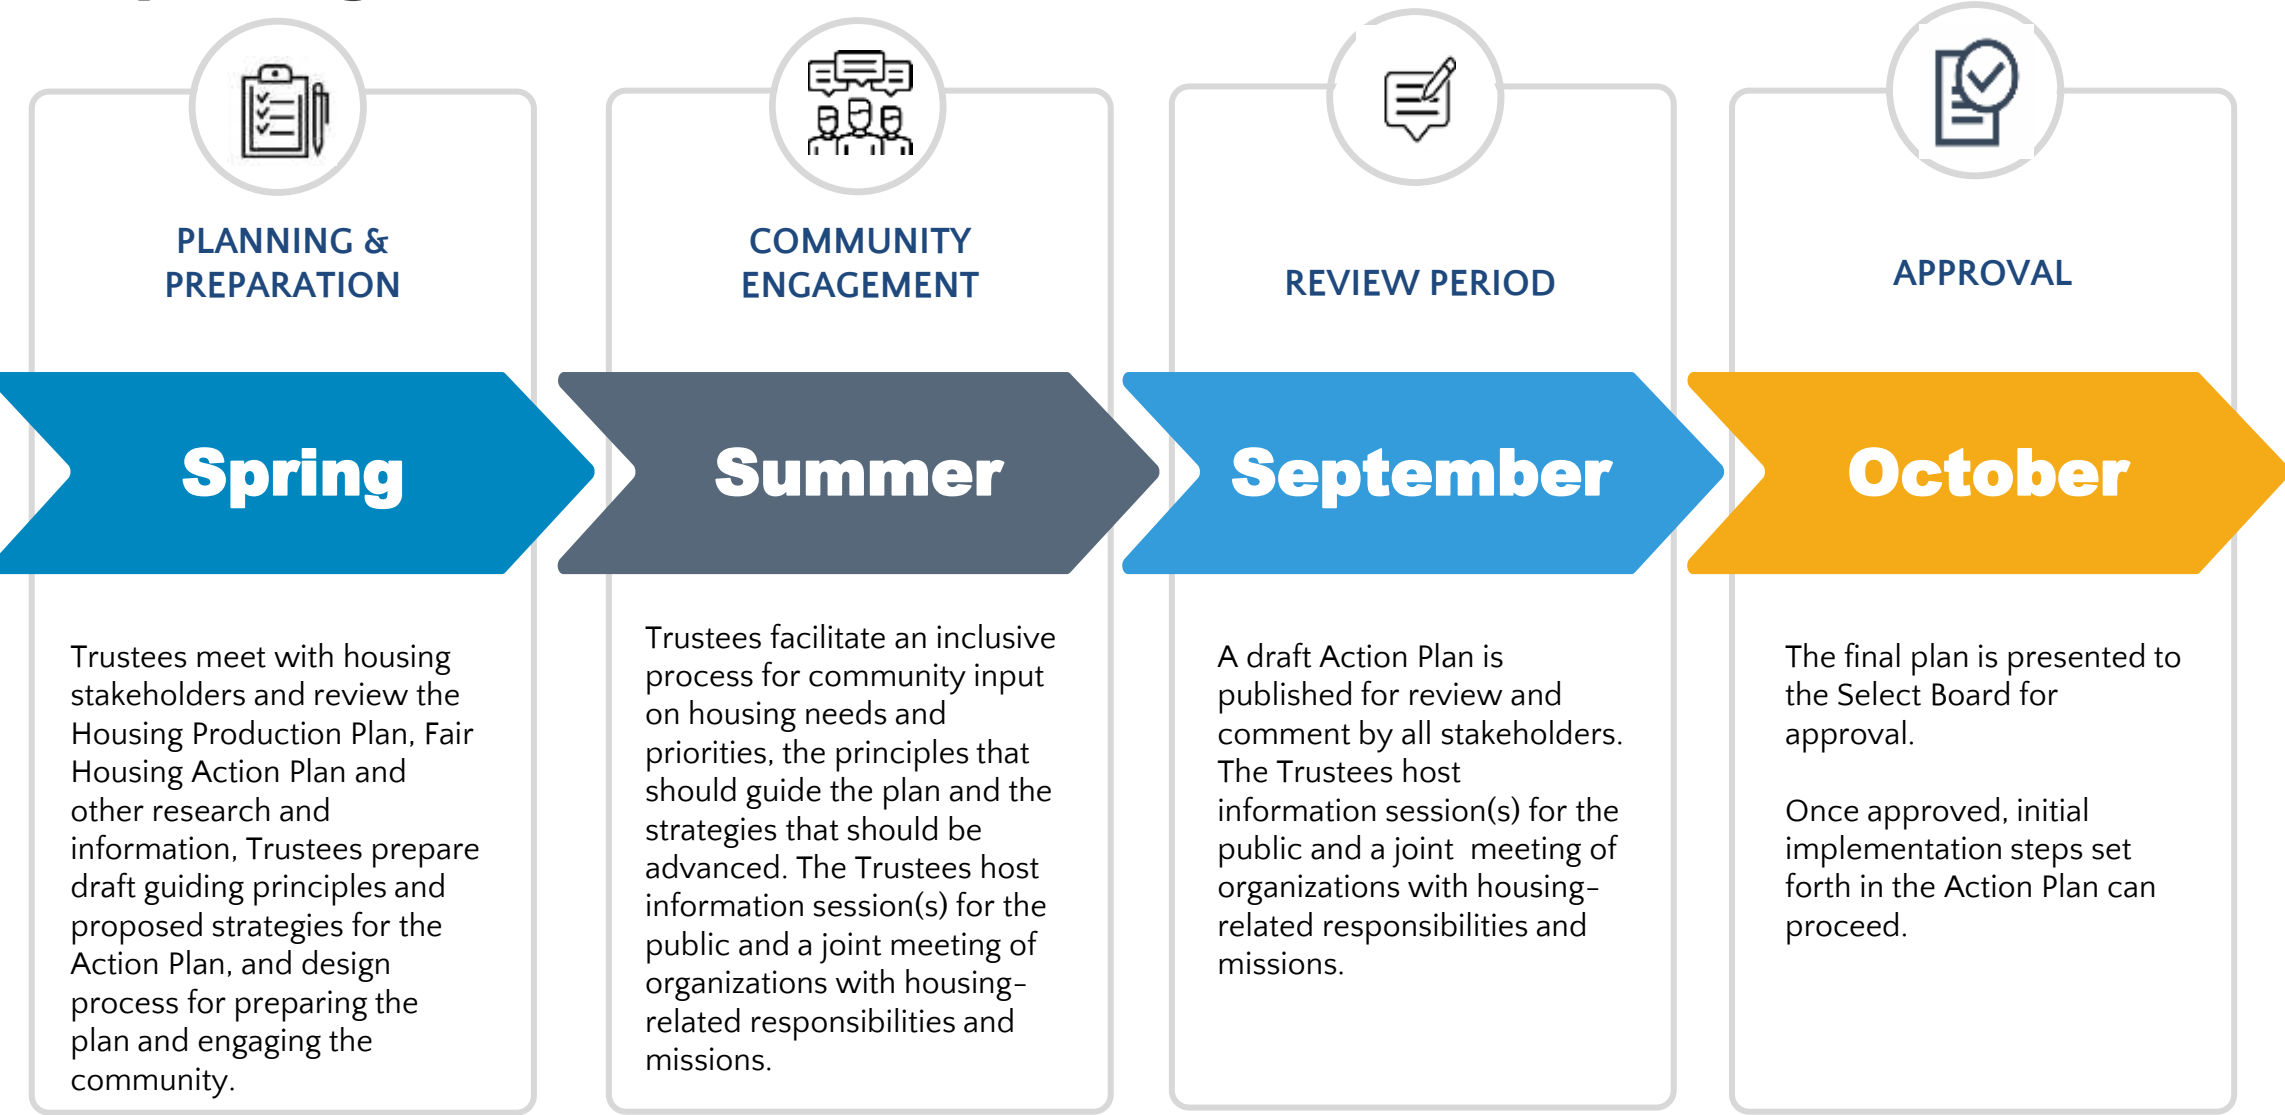 PLANNING &
PREPARATION
Spring
Trustees meet with housing
stakeholders and review the
Housing Production Plan, Fair
Housing Action Plan and
other research and
information, Trustees prepare
draft guiding principles and
proposed strategies for the
Action Plan, and design
process for preparing the
plan and engaging the
community.
COMMUNITY
ENGAGEMENT
Summer
Trustees facilitate an inclusive
process for community input
on housing needs and
priorities, the principles that
should guide the plan and the
strategies that should be
advanced. The Trustees host
information session(s) for the
public and a joint meeting of
organizations with housing-
related responsibilities and
missions.
REVIEW PERIOD
September
A draft Action Plan is
published for review and
comment by all stakeholders.
The Trustees host
information session(s) for the
public and a joint  meeting of
organizations with housing-
related responsibilities and
missions.
APPROVAL
October
The final plan is presented to
the Select Board for
approval.
Once approved, initial
implementation steps set
forth in the Action Plan can
proceed.